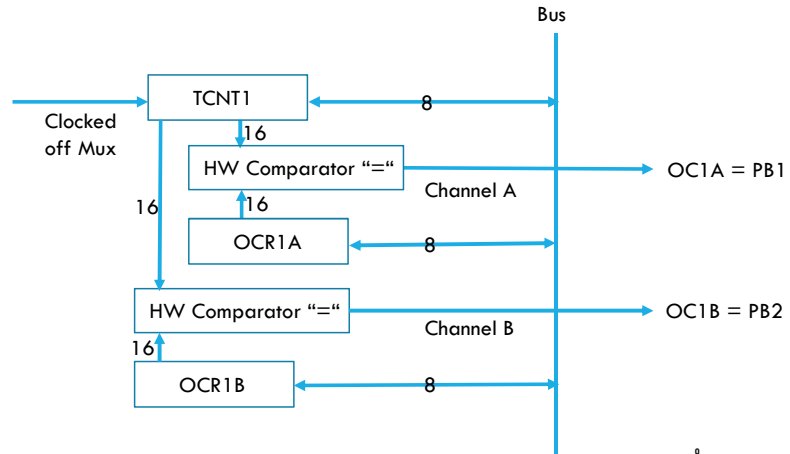 Bus
TCNT1
8
Clocked
off Mux
16
HW Comparator “=“
OC1A = PB1
Channel A
16
16
OCR1A
8
HW Comparator “=“
OC1B = PB2
Channel B
16
OCR1B
8